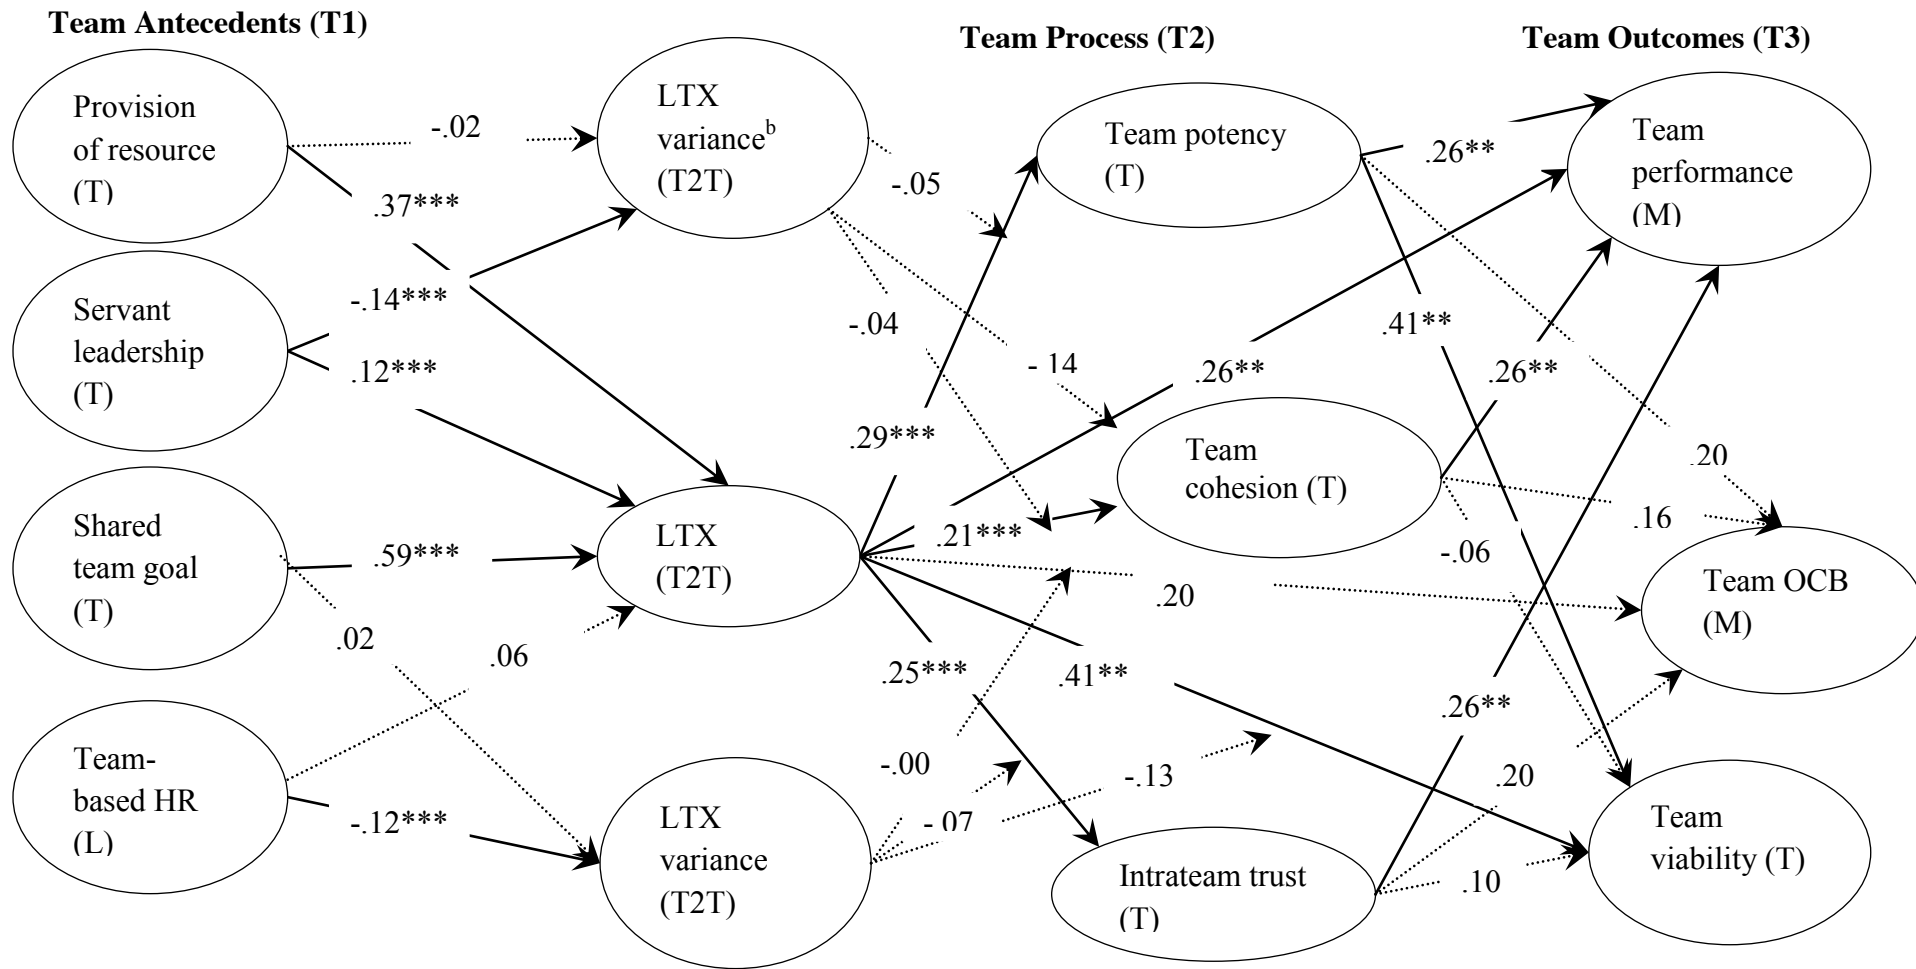 Team Antecedents (T1)
Team Process (T2)
Team Outcomes (T3)
Provision
of resource
(T)
-.02
.37***
LTX
variance^b
(T2T)
-.05
Team potency
(T)
.26**
Team
performance
(M)
Servant
leadership
(T)
-.14***
.12***
-.04
-.14
.26**
.41**
.26**
.29***
.21***
Team
cohesion (T)
.20
.16
-.06
Shared
team goal
(T)
.59***
.02
.06
LTX
(T2T)
.20
.25***
.41**
.26**
Team OCB
(M)
Team-
based HR
(L)
-.12***
LTX
variance
(T2T)
-.00
-.07
-.13
.20
.10
Intrateam trust
(T)
Team
viability (T)